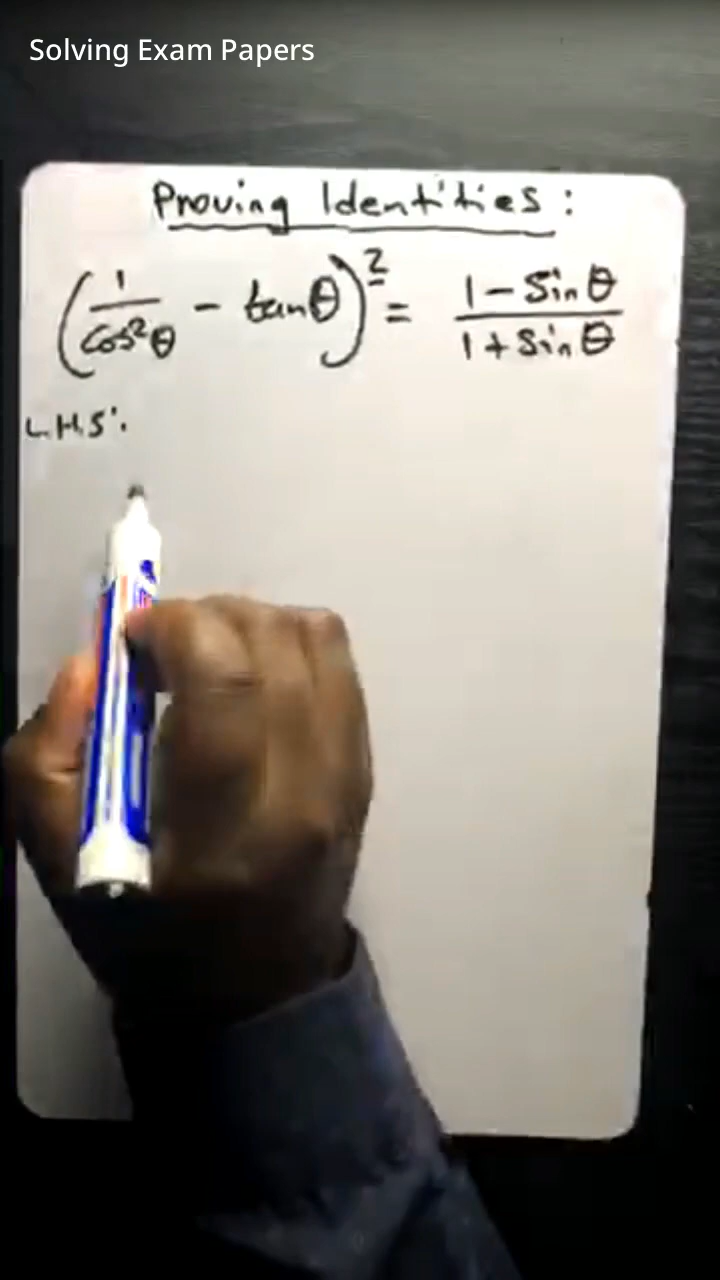 Solving Exam Papers
Proving Identities:
(1/cos²θ - tanθ)² = (1 - Sinθ)/(1 + Sinθ)
L.H.S: